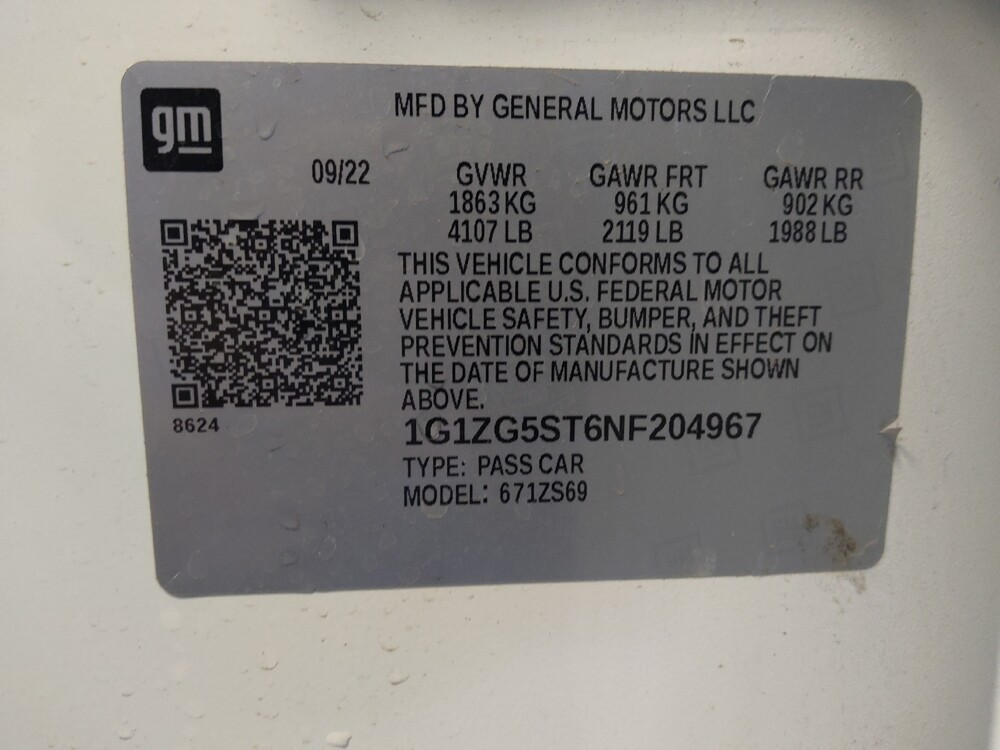 gm
MFD BY GENERAL MOTORS LLC
09/22 GVWR GAWR FRT GAWR RR
1863 KG 961 KG 902 KG
4107 LB 2119 LB 1988 LB
THIS VEHICLE CONFORMS TO ALL
APPLICABLE U.S. FEDERAL MOTOR
VEHICLE SAFETY, BUMPER, AND THEFT
PREVENTION STANDARDS IN EFFECT ON
THE DATE OF MANUFACTURE SHOWN
ABOVE.
8624
1G1ZG5ST6NF204967
TYPE: PASS CAR
MODEL: 671ZS69